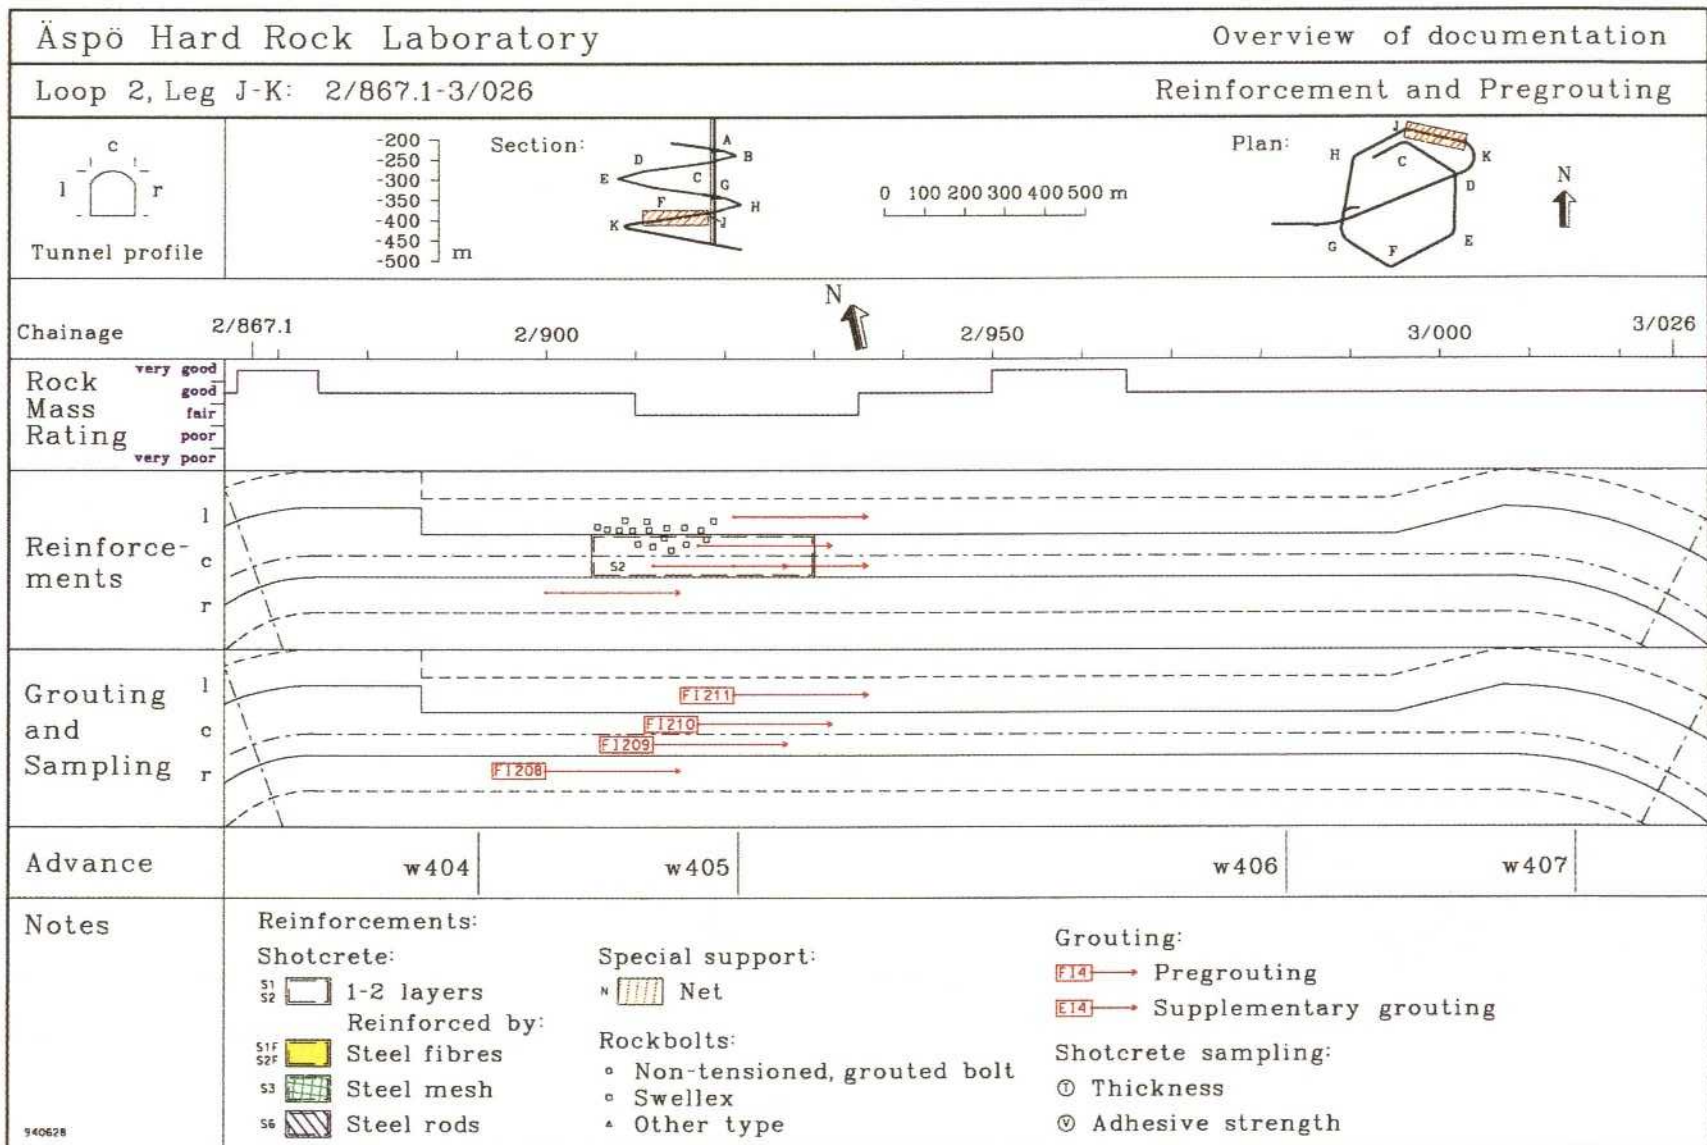 Äspö Hard Rock Laboratory
Overview of documentation
Loop 2, Leg J-K: 2/867.1-3/026
Reinforcement and Pregrouting
c
l r
Tunnel profile
-200
-250
-300
-350
-400
-450
-500 m
Section:
A
B
C
D
E
F
G
H
J
K
0 100 200 300 400 500 m
Plan:
J
K
H
C
D
E
F
G
N
N
Chainage 2/867.1 2/900 2/950 3/000 3/026
Rock Mass Rating
very good
good
fair
poor
very poor
Reinforce-
ments
l
c
r
S2
Grouting
and
Sampling
l
c
r
FI211
FI210
FI209
FI208
Advance w404 w405 w406 w407
Notes
Reinforcements:
Shotcrete:
S1
S2 1-2 layers
Reinforced by:
S1F
S2F Steel fibres
S3 Steel mesh
S6 Steel rods
Special support:
N Net
Rockbolts:
Non-tensioned, grouted bolt
Swellex
Other type
Grouting:
FI4 Pregrouting
EI4 Supplementary grouting
Shotcrete sampling:
T Thickness
V Adhesive strength
940628